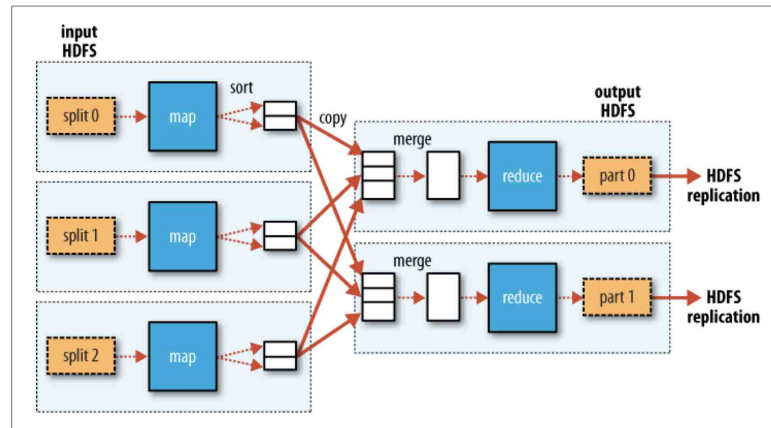 input
HDFS
split 0
map
sort
copy
merge
reduce
output
HDFS
part 0
HDFS
replication
split 1
map
merge
reduce
part 1
HDFS
replication
split 2
map